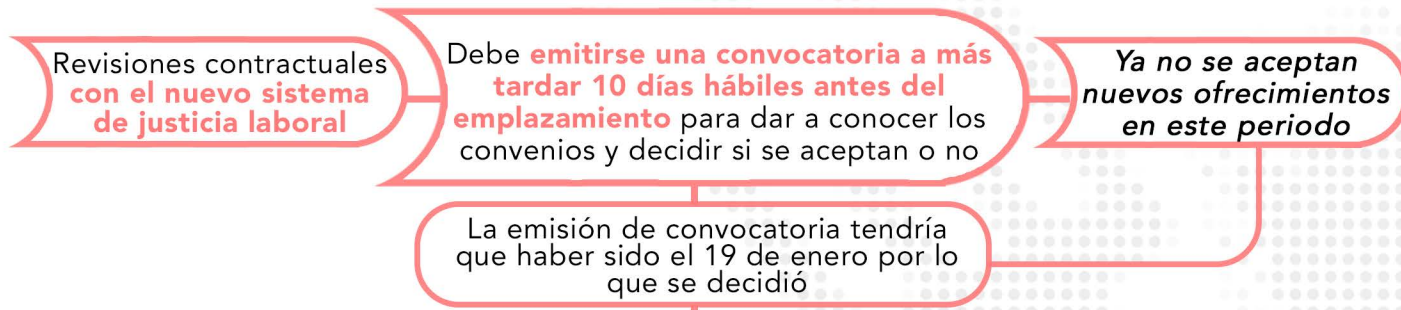 Revisiones contractuales
con el nuevo sistema
de justicia laboral
Debe emitirse una convocatoria a más
tardar 10 días hábiles antes del
emplazamiento para dar a conocer los
convenios y decidir si se aceptan o no
Ya no se aceptan
nuevos ofrecimientos
en este periodo
La emisión de convocatoria tendría
que haber sido el 19 de enero por lo
que se decidió